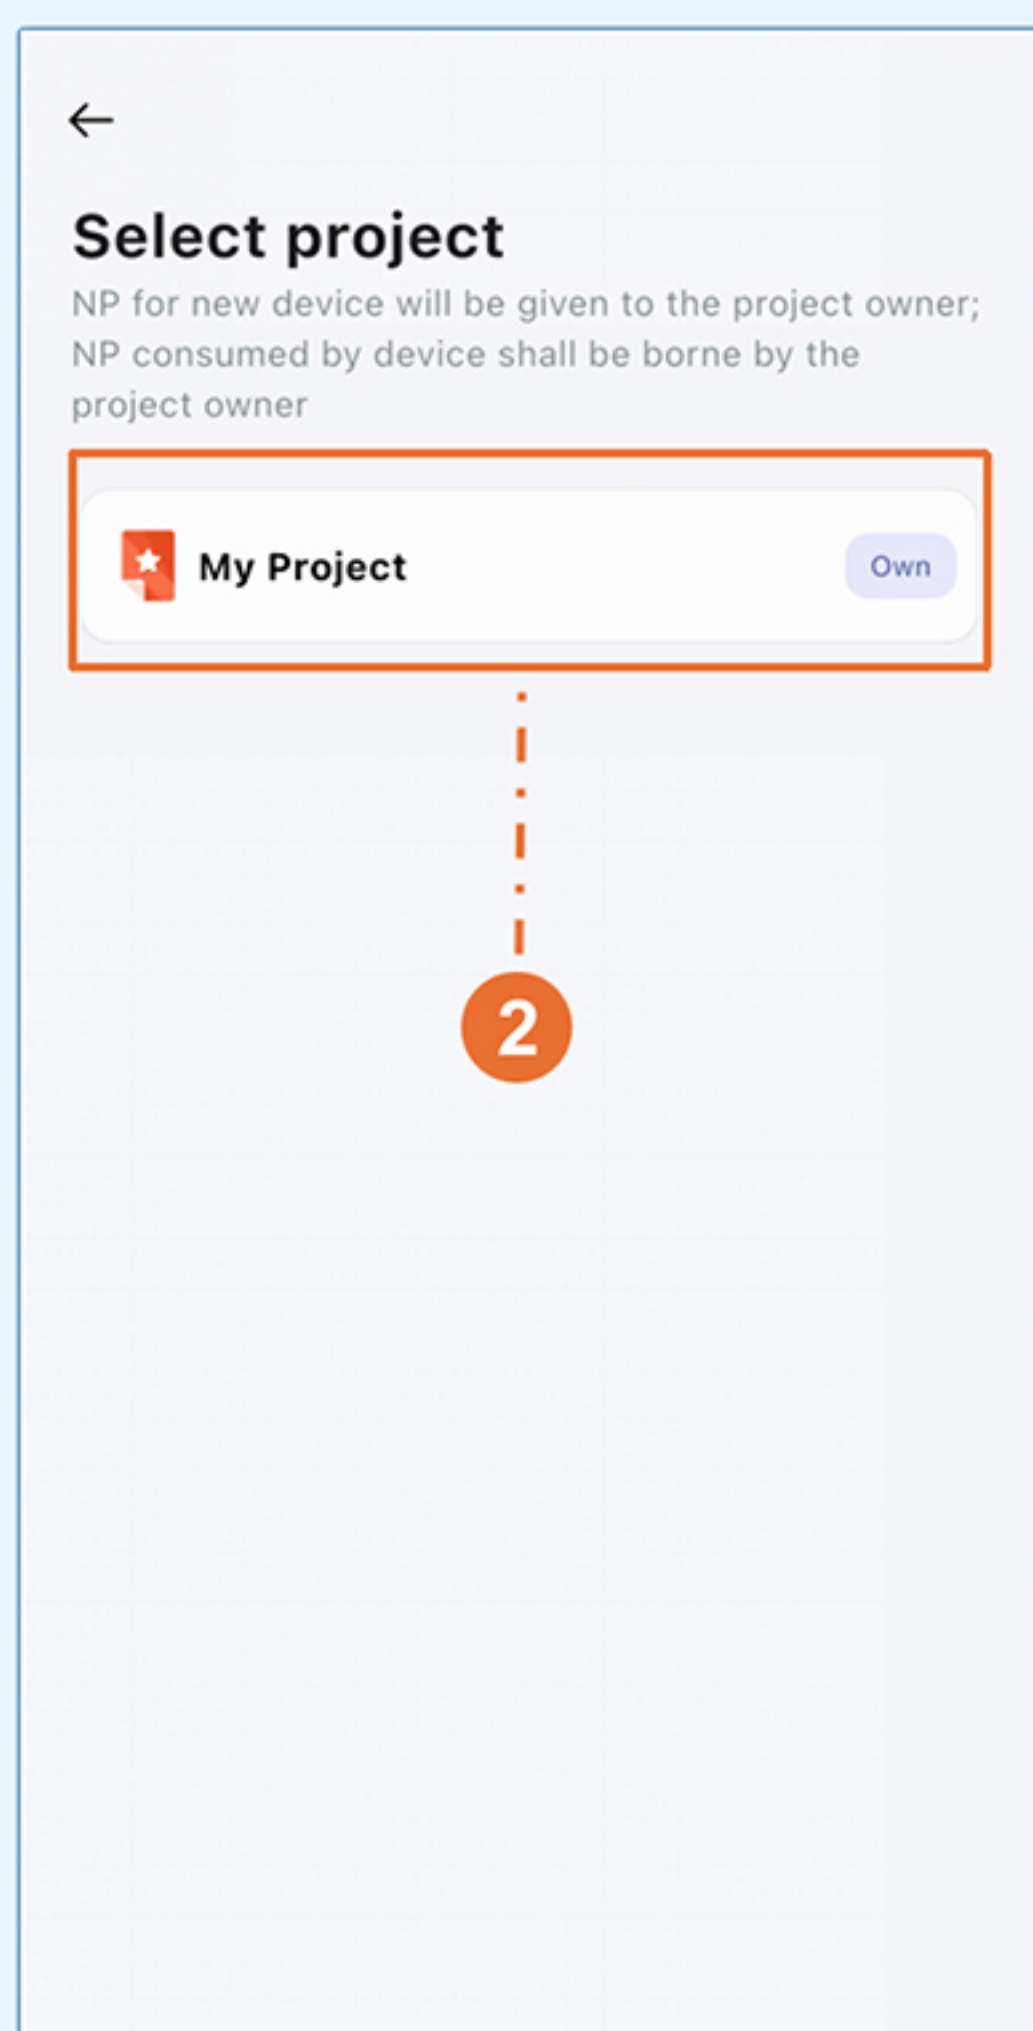 Select project
NP for new device will be given to the project owner;
NP consumed by device shall be borne by the
project owner
My Project
Own
2